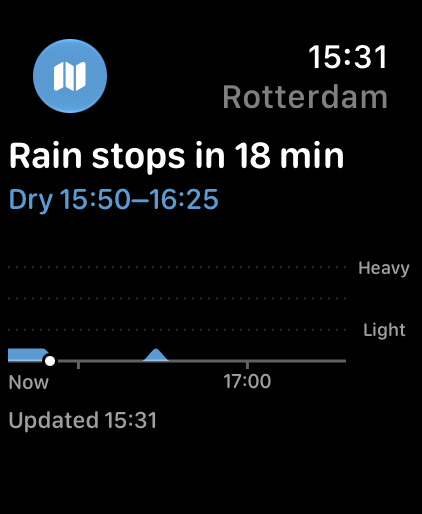 15:31
Rotterdam
Rain stops in 18 min
Dry 15:50–16:25
Heavy
Light
Now 17:00
Updated 15:31